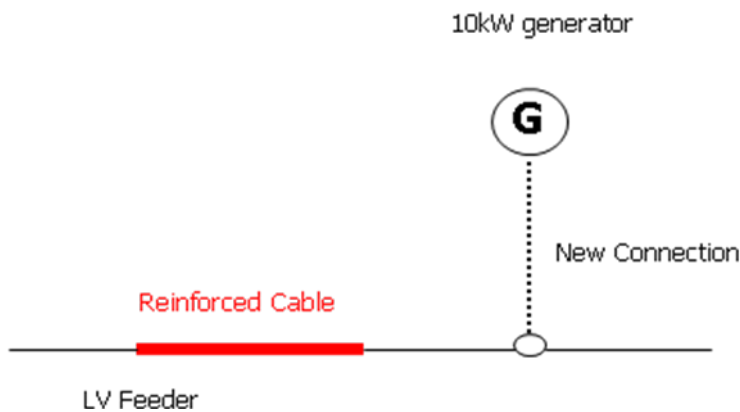 10kW generator
G
New Connection
Reinforced Cable
LV Feeder